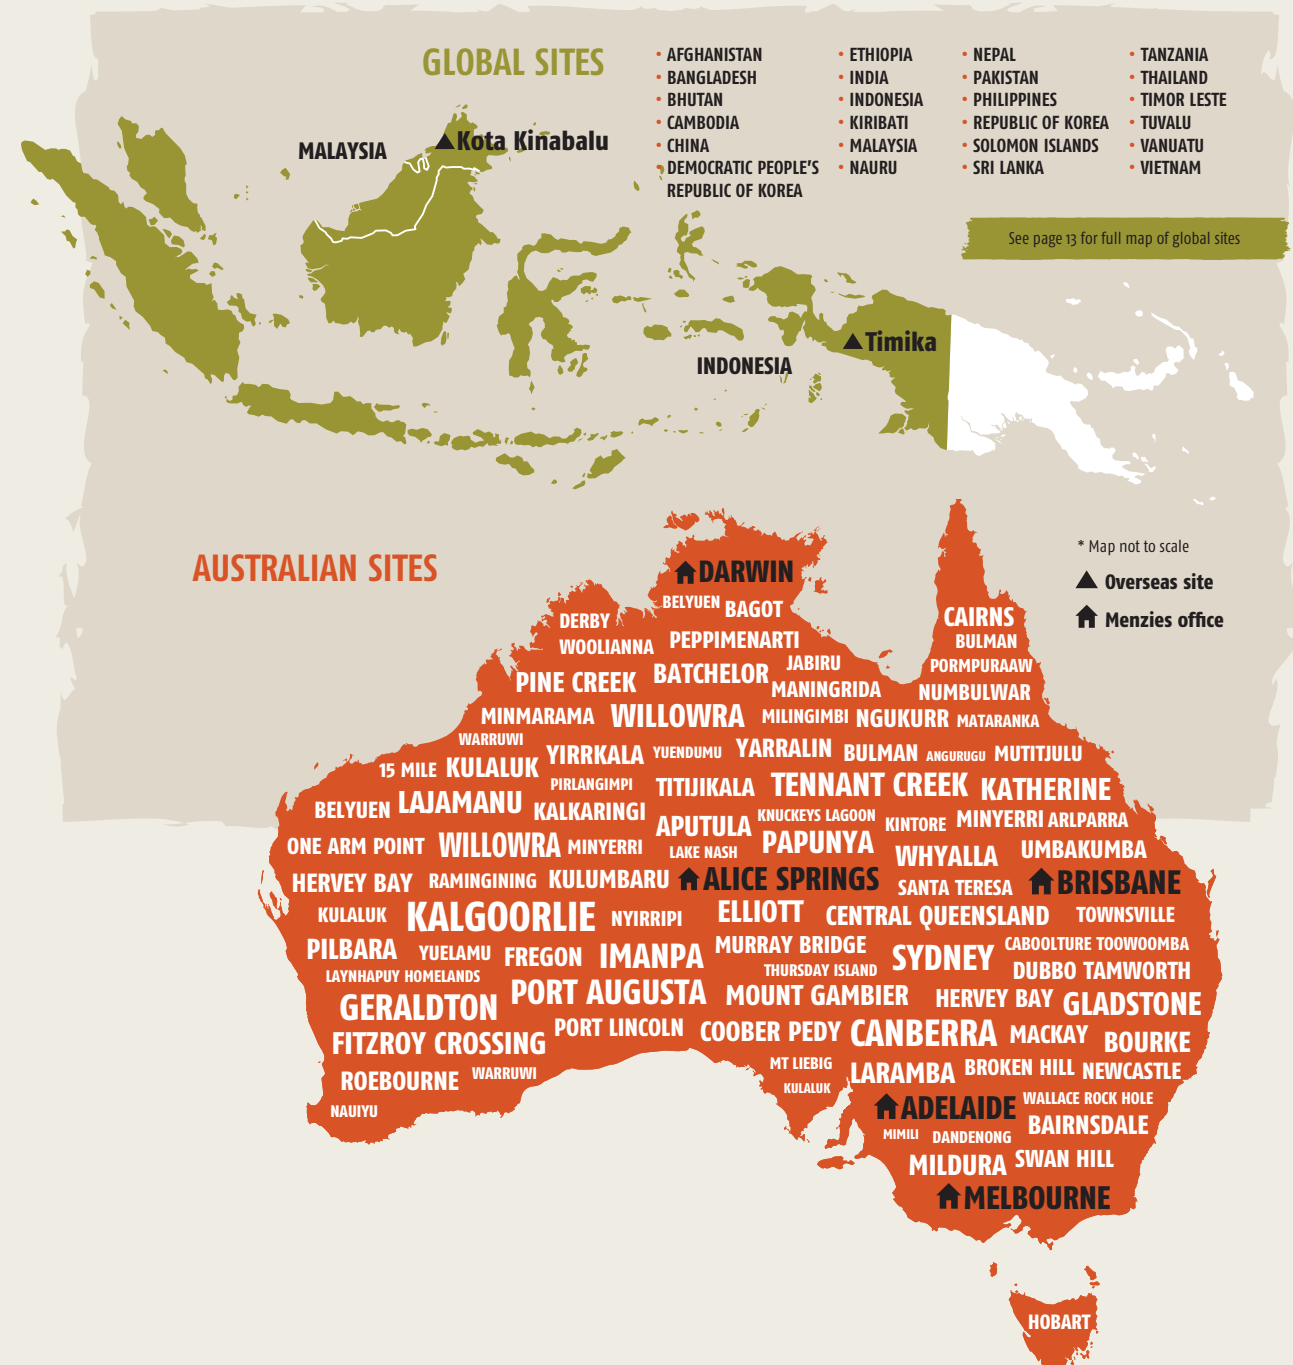 GLOBAL SITES
• AFGHANISTAN
• BANGLADESH
• BHUTAN
• CAMBODIA
• CHINA
• DEMOCRATIC PEOPLE'S
REPUBLIC OF KOREA
• ETHIOPIA
• INDIA
• INDONESIA
• KIRIBATI
• MALAYSIA
• NAURU
• NEPAL
• PAKISTAN
• PHILIPPINES
• REPUBLIC OF KOREA
• SOLOMON ISLANDS
• SRI LANKA
• TANZANIA
• THAILAND
• TIMOR LESTE
• TUVALU
• VANUATU
• VIETNAM
MALAYSIA
Kota Kinabalu
See page 13 for full map of global sites
Timika
INDONESIA
AUSTRALIAN SITES
* Map not to scale
Overseas site
Menzies office
DARWIN
BELYUEN BAGOT
DERBY
CAIRNS
WOOLIANNA PEPPIMENARTI
BULMAN
PINE CREEK BATCHELOR JABIRU
PORMPURAAW
MANINGRIDA NUMBULWAR
MINMARAMA WILLOWRA MILINGIMBI NGUKURR MATARANKA
WARRUWI
YIRRKALA YUENDUMU YARRALIN BULMAN ANGURUGU MUTITJULU
15 MILE KULALUK
PIRLANGIMPI TITIJIKALA TENNANT CREEK KATHERINE
BELYUEN LAJAMANU KALKARINGI
KNUCKEYS LAGOON
APUTULA KINTORE MINYERRI ARLPARRA
ONE ARM POINT WILLOWRA MINYERRI LAKE NASH PAPUNYA WHYALLA UMBAKUMBA
HERVEY BAY RAMINGINING KULUMBARU ALICE SPRINGS SANTA TERESA BRISBANE
KULALUK KALGOORLIE NYIRRIPI ELLIOTT CENTRAL QUEENSLAND TOWNSVILLE
PILBARA YUELAMU FREGON IMANPA MURRAY BRIDGE SYDNEY CABOOLTURE TOOWOOMBA
LAYNHAPUY HOMELANDS THURSDAY ISLAND DUBBO TAMWORTH
GERALDTON PORT AUGUSTA MOUNT GAMBIER HERVEY BAY GLADSTONE
FITZROY CROSSING PORT LINCOLN COOBER PEDY CANBERRA MACKAY BOURKE
MT LIEBIG
ROEBOURNE WARRUWI LARAMBA BROKEN HILL NEWCASTLE
KULALUK
NAUIYU
ADELAIDE WALLACE ROCK HOLE
MIMILI DANDENONG BAIRNSDALE
MILDURA SWAN HILL
MELBOURNE
HOBART